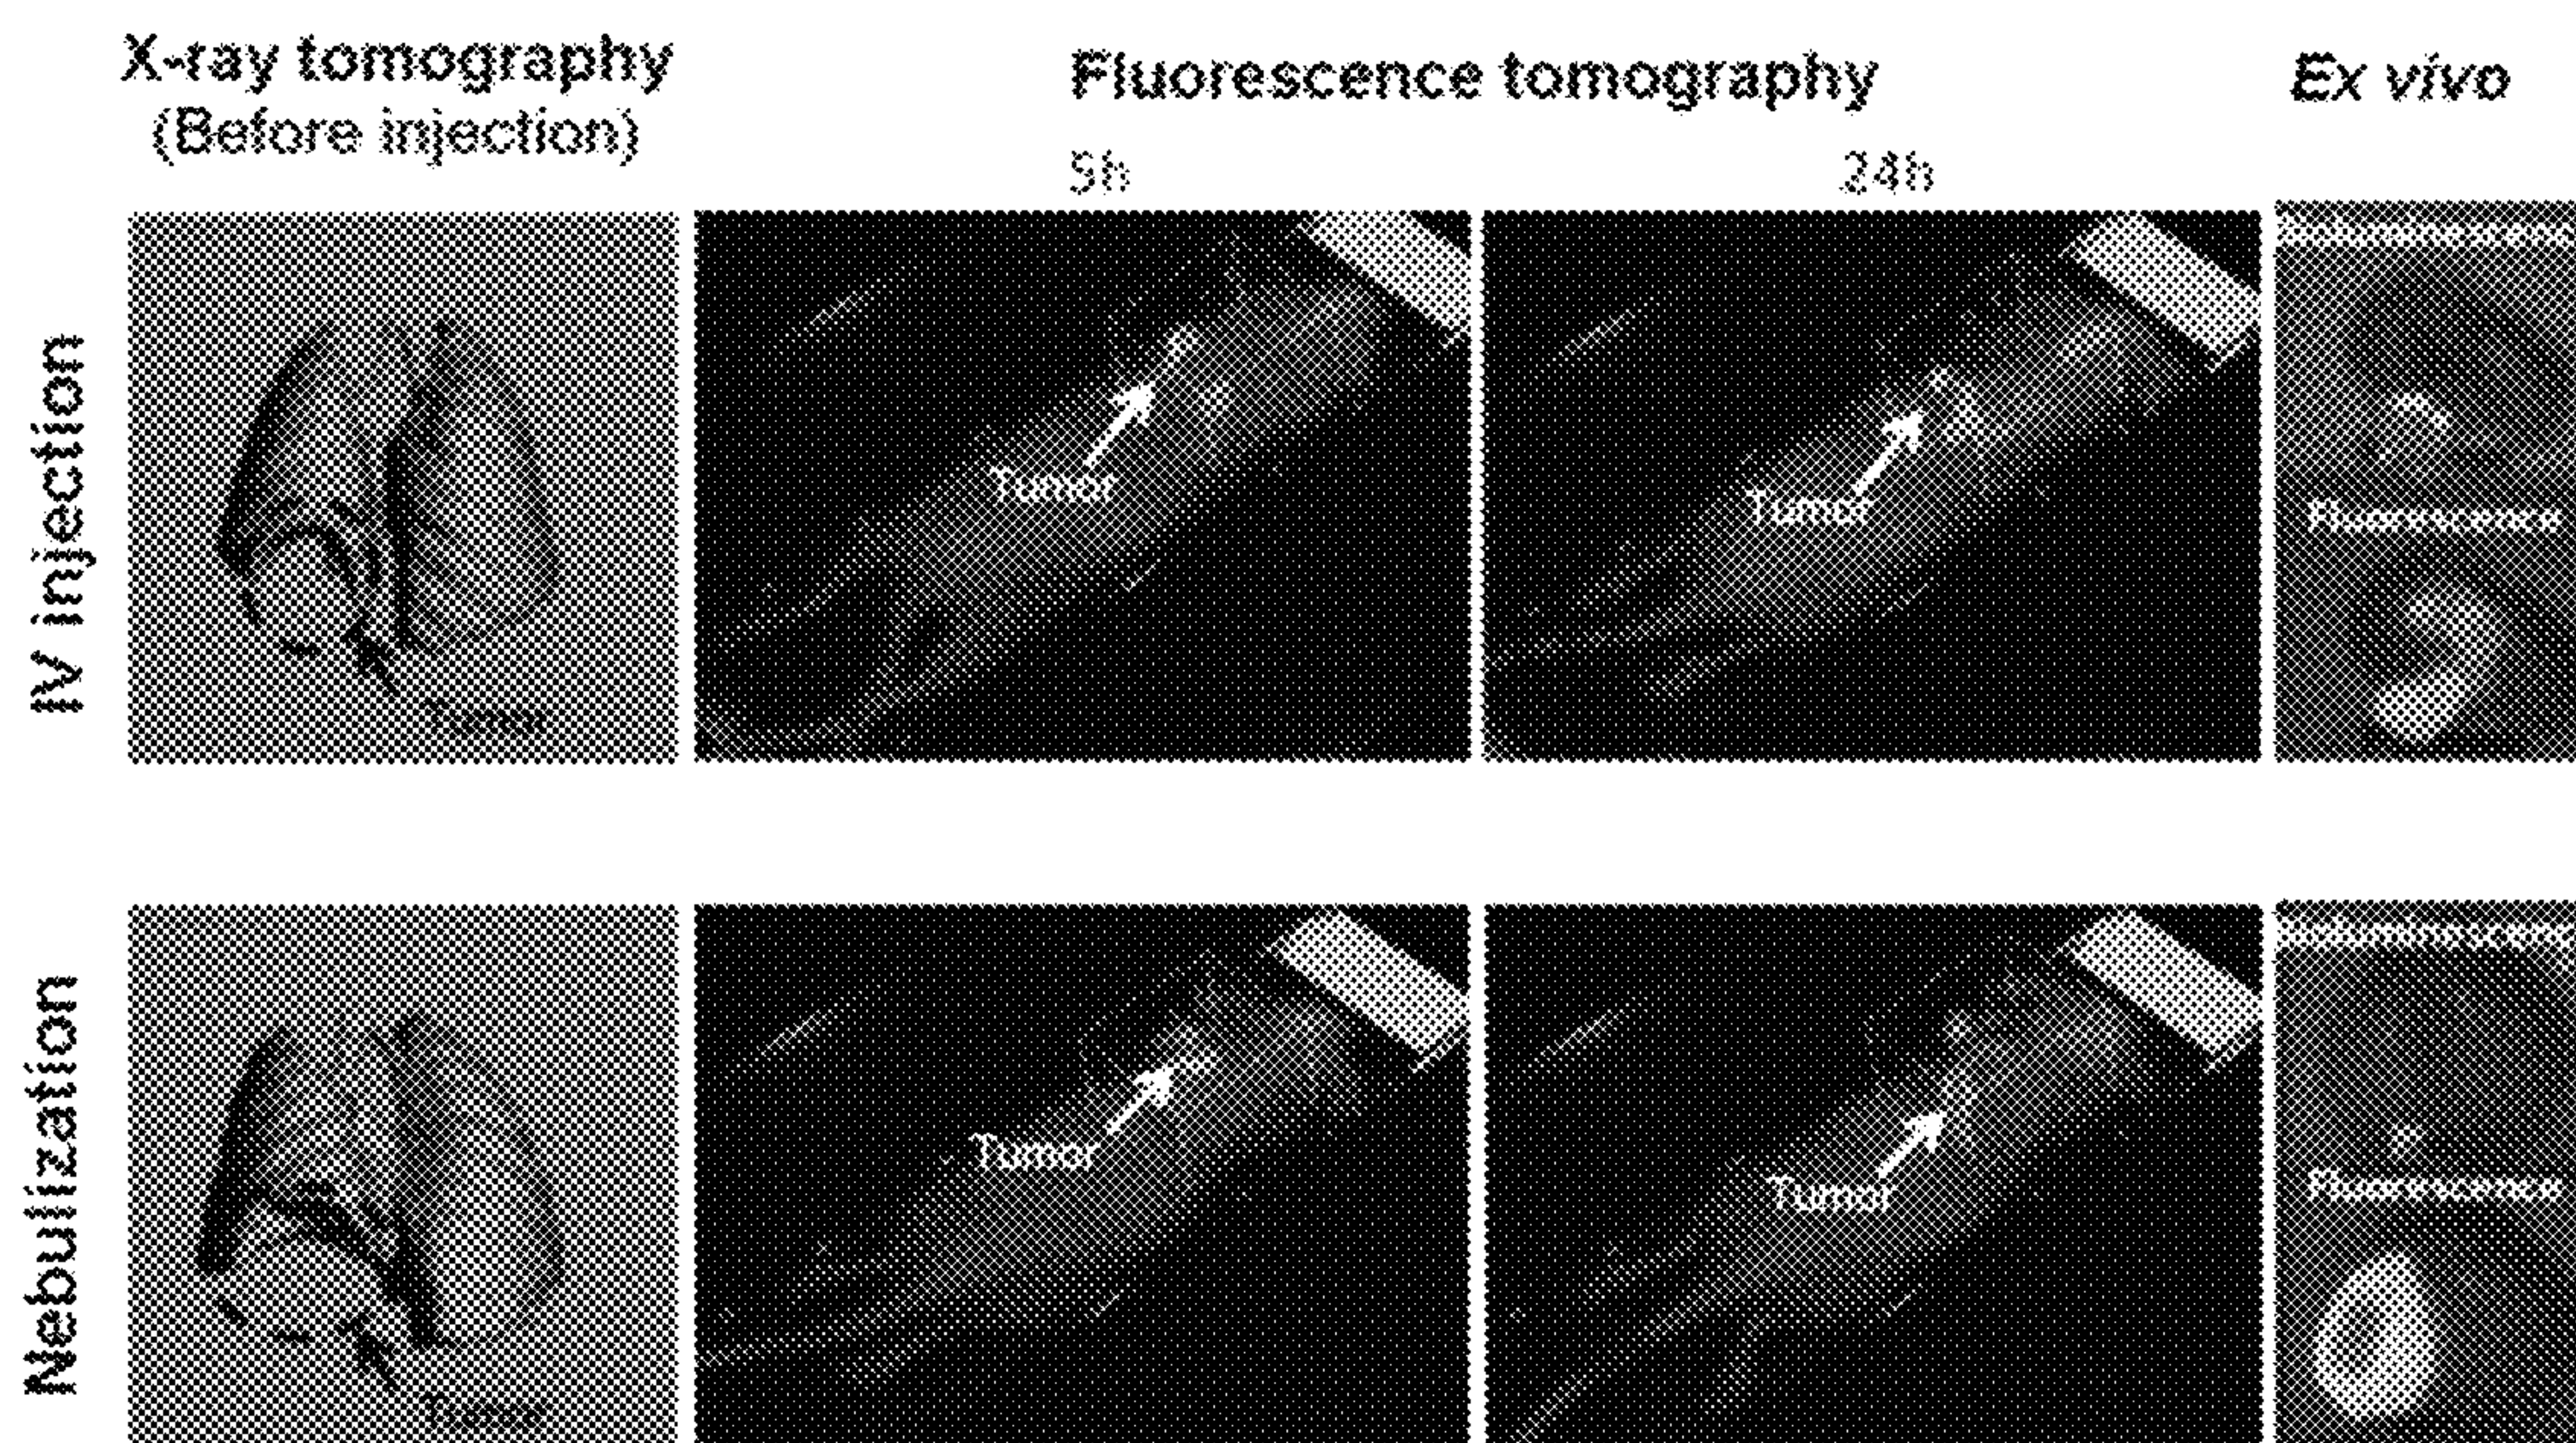 X-ray tomography
(Before injection)
Fluorescence tomography
Ex vivo
5h
24h
IV injection
Tumor
Tumor
Tumor
Fluorescence
Nebulization
Tumor
Tumor
Tumor
Fluorescence